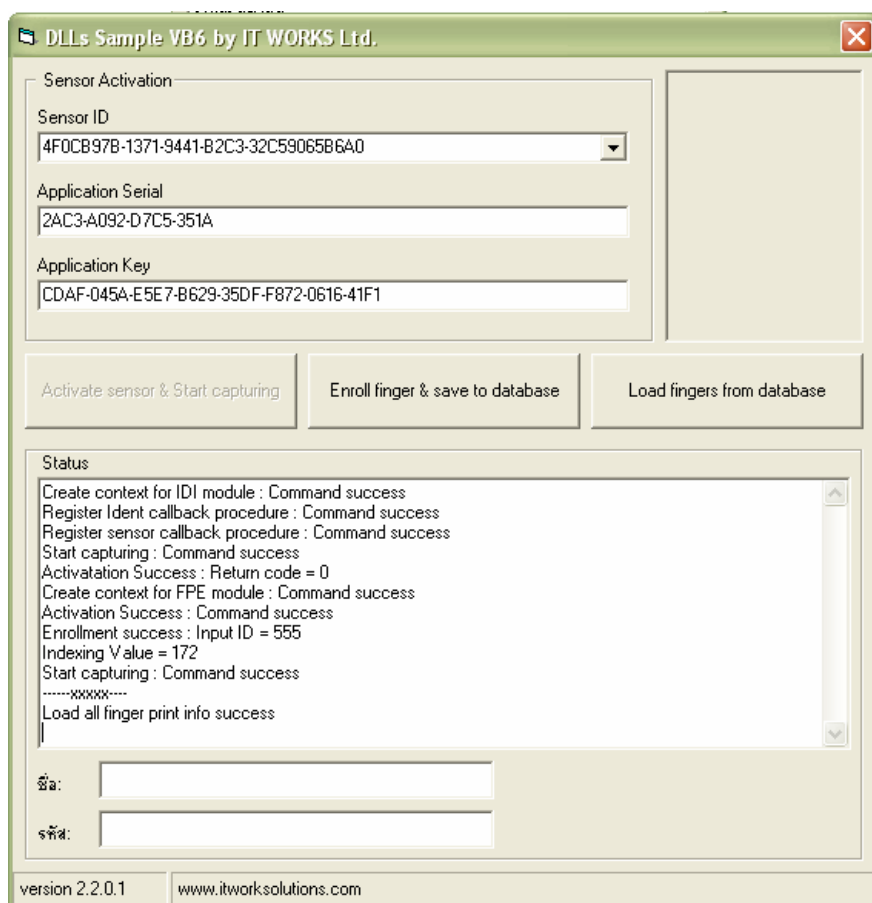 DLLs Sample VB6 by IT WORKS Ltd.
Sensor Activation
Sensor ID
4F0CB97B-1371-9441-B2C3-32C59065B6A0
Application Serial
2AC3-A092-D7C5-351A
Application Key
CDAF-045A-E5E7-B629-35DF-F872-0616-41F1
Activate sensor & Start capturing
Enroll finger & save to database
Load fingers from database
Status
Create context for IDI module : Command success
Register Ident callback procedure : Command success
Register sensor callback procedure : Command success
Start capturing : Command success
Activatation Success : Return code = 0
Create context for FPE module : Command success
Activation Success : Command success
Enrollment success : Input ID = 555
Indexing Value = 172
Start capturing : Command success
------xxxxx----
Load all finger print info success
ชื่อ:
รหัส:
version 2.2.0.1
www.itworksolutions.com